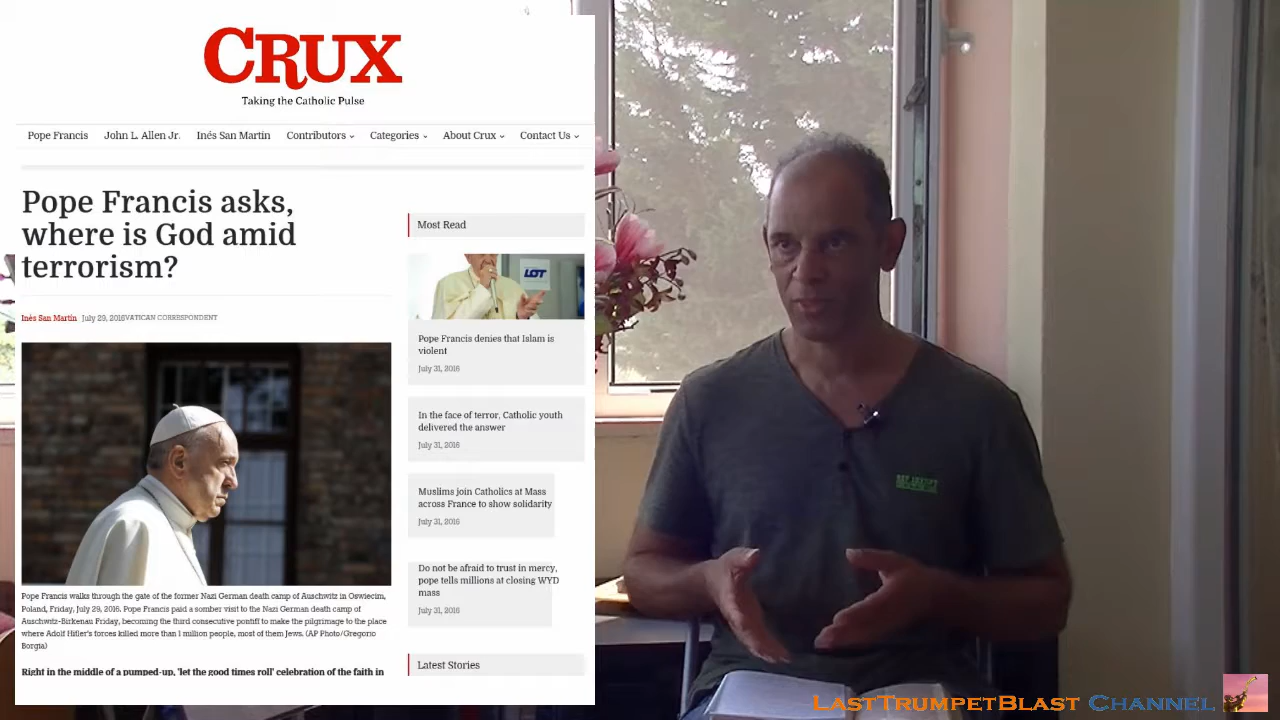 CRUX
Taking the Catholic Pulse
Pope Francis John L. Allen Jr. Inés San Martín Contributors Categories About Crux Contact Us
Pope Francis asks,
where is God amid
terrorism?
Inés San Martín July 29, 2016VATICAN CORRESPONDENT
Pope Francis walks through the gate of the former Nazi German death camp of Auschwitz in Oswiecim,
Poland, Friday, July 29, 2016. Pope Francis paid a somber visit to the Nazi German death camp of
Auschwitz-Birkenau Friday, becoming the third consecutive pontiff to make the pilgrimage to the place
where Adolf Hitler's forces killed more than 1 million people, most of them Jews. (AP Photo/Gregorio
Borgia)
Right in the middle of a pumped-up, 'let the good times roll' celebration of the faith in
Most Read
LOT
Pope Francis denies that Islam is
violent
July 31, 2016
In the face of terror, Catholic youth
delivered the answer
July 31, 2016
Muslims join Catholics at Mass
across France to show solidarity
July 31, 2016
Do not be afraid to trust in mercy,
pope tells millions at closing WYD
mass
July 31, 2016
Latest Stories
LASTTRUMPETBLAST CHANNEL